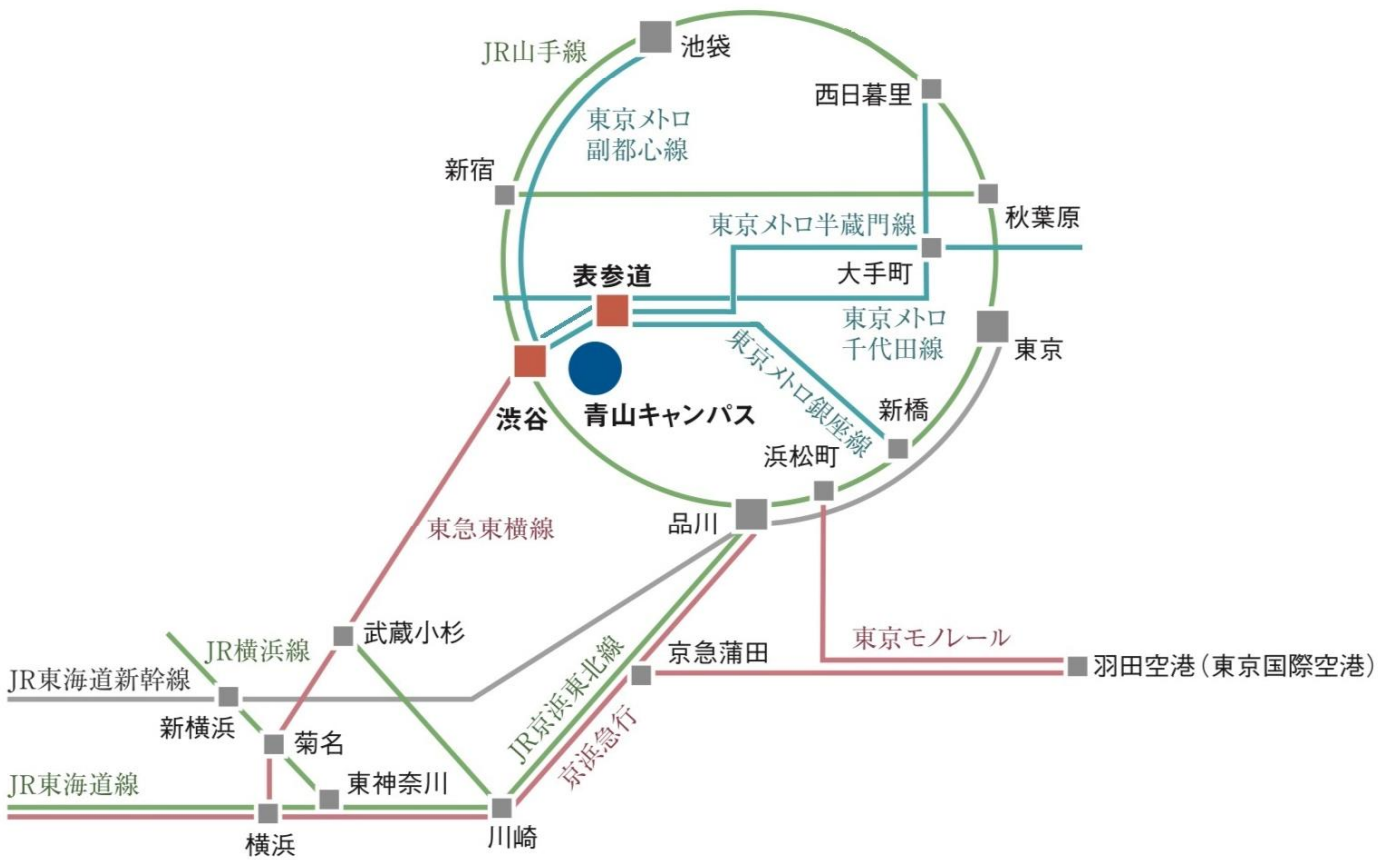 JR山手線
池袋
西日暮里
東京メトロ
副都心線
新宿
秋葉原
東京メトロ半蔵門線
大手町
表参道
東京メトロ
千代田線
東京
東京メトロ銀座線
新橋
渋谷
青山キャンパス
浜松町
品川
東急東横線
武蔵小杉
JR横浜線
JR京浜東北線
京急蒲田
東京モノレール
羽田空港(東京国際空港)
JR東海道新幹線
新横浜
菊名
京浜急行
JR東海道線
東神奈川
横浜
川崎